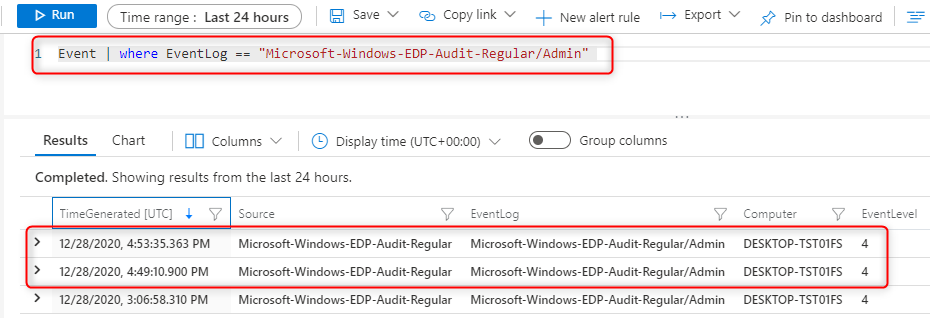 Run Time range : Last 24 hours Save Copy link New alert rule Export Pin to dashboard
1 Event | where EventLog == "Microsoft-Windows-EDP-Audit-Regular/Admin"
Results Chart Columns Display time (UTC+00:00) Group columns
Completed. Showing results from the last 24 hours.
TimeGenerated [UTC] Source EventLog Computer EventLevel
12/28/2020, 4:53:35.363 PM Microsoft-Windows-EDP-Audit-Regular Microsoft-Windows-EDP-Audit-Regular/Admin DESKTOP-TST01FS 4
12/28/2020, 4:49:10.900 PM Microsoft-Windows-EDP-Audit-Regular Microsoft-Windows-EDP-Audit-Regular/Admin DESKTOP-TST01FS 4
12/28/2020, 3:06:58.310 PM Microsoft-Windows-EDP-Audit-Regular Microsoft-Windows-EDP-Audit-Regular/Admin DESKTOP-TST01FS 4